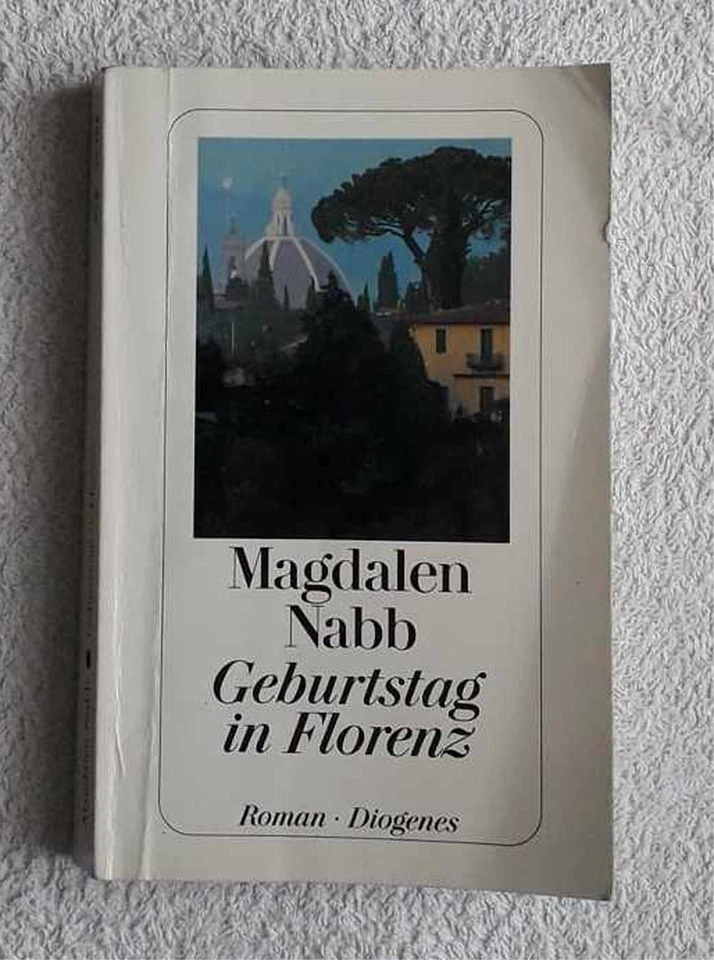 Magdalen
Nabb
Geburtstag
in Florenz
Roman · Diogenes